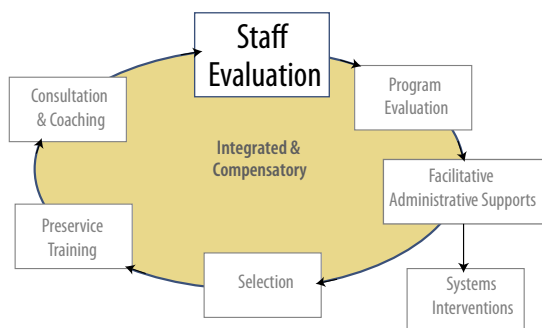 Staff
Evaluation
Program
Evaluation
Consultation
& Coaching
Integrated &
Compensatory
Facilitative
Administrative Supports
Preservice
Training
Selection
Systems
Interventions